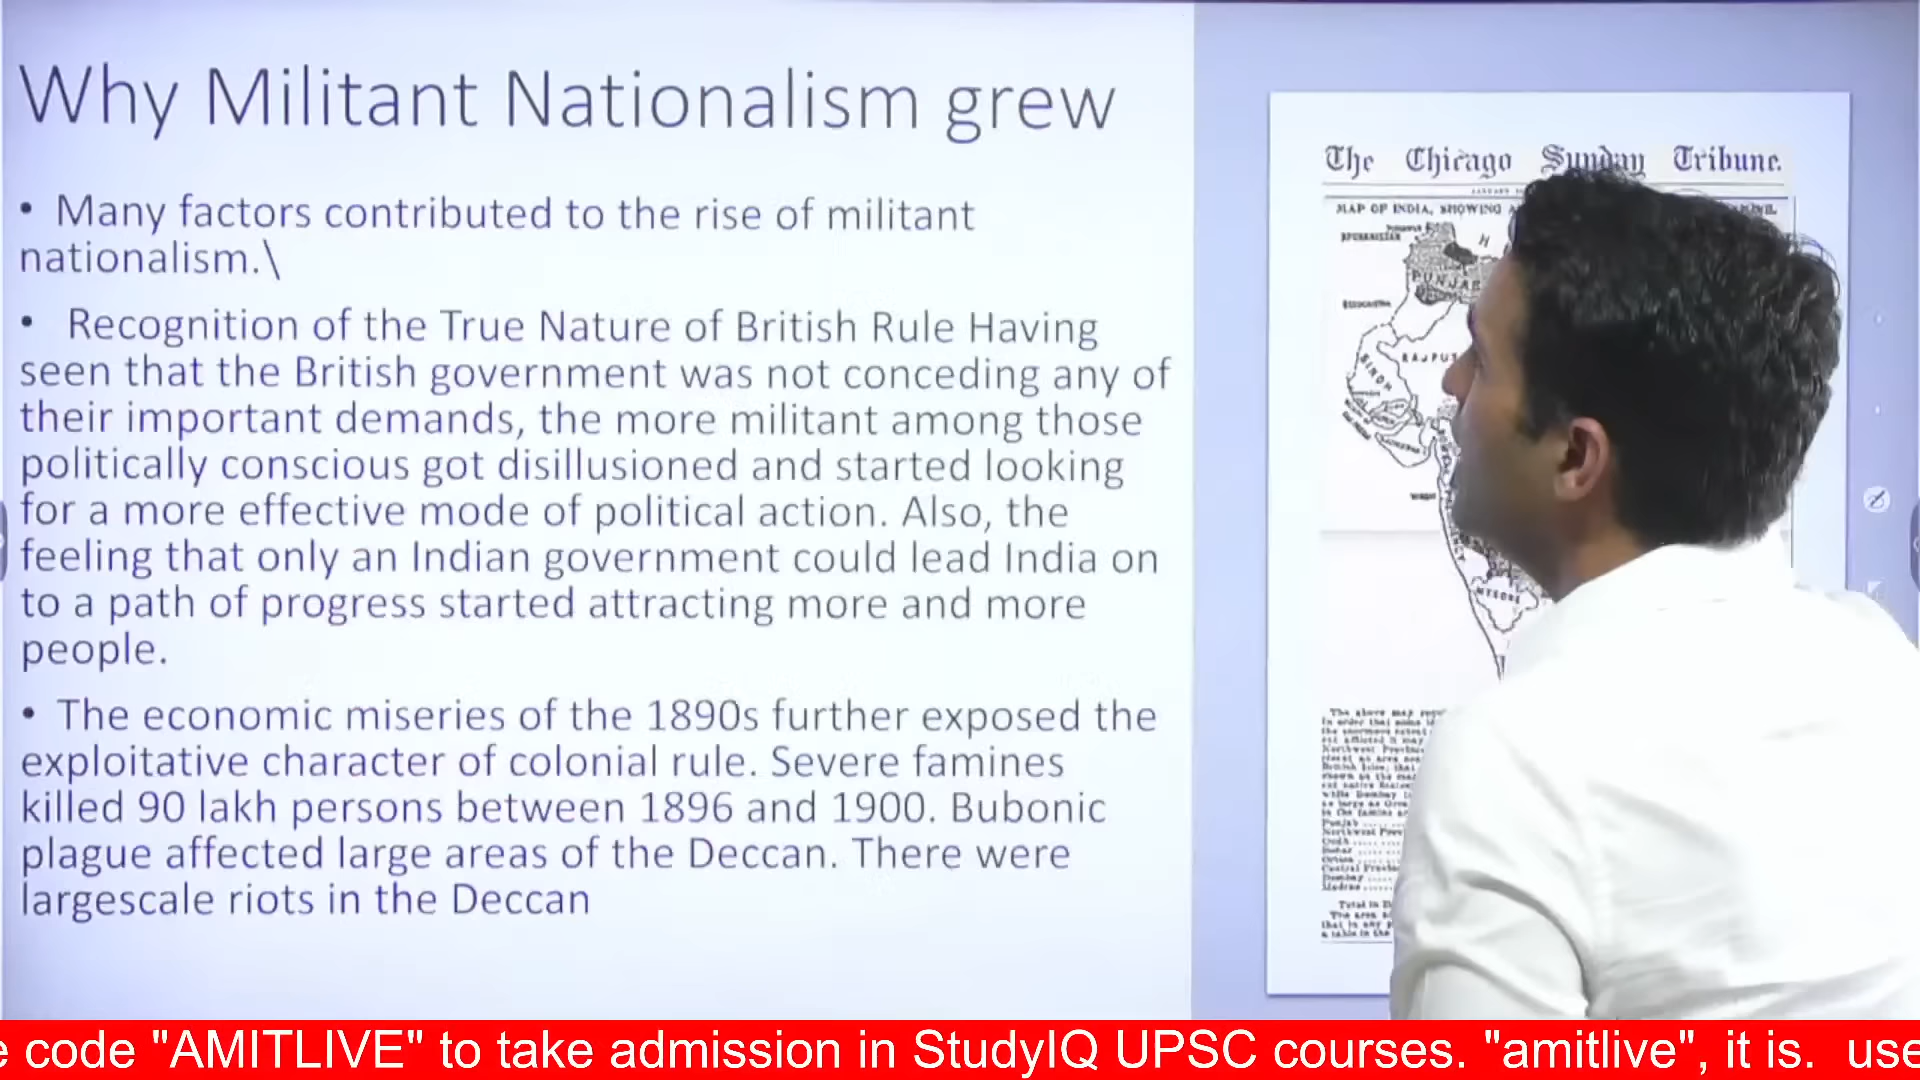 Why Militant Nationalism grew
• Many factors contributed to the rise of militant
nationalism.\
• Recognition of the True Nature of British Rule Having
seen that the British government was not conceding any of
their important demands, the more militant among those
politically conscious got disillusioned and started looking
for a more effective mode of political action. Also, the
feeling that only an Indian government could lead India on
to a path of progress started attracting more and more
people.
• The economic miseries of the 1890s further exposed the
exploitative character of colonial rule. Severe famines
killed 90 lakh persons between 1896 and 1900. Bubonic
plague affected large areas of the Deccan. There were
largescale riots in the Deccan
The Chicago Sunday Tribune.
MAP OF INDIA, SHOWING
PUNJAB
RAJPUT
SINDH
MYSORE
e code "AMITLIVE" to take admission in StudyIQ UPSC courses. "amitlive", it is. use